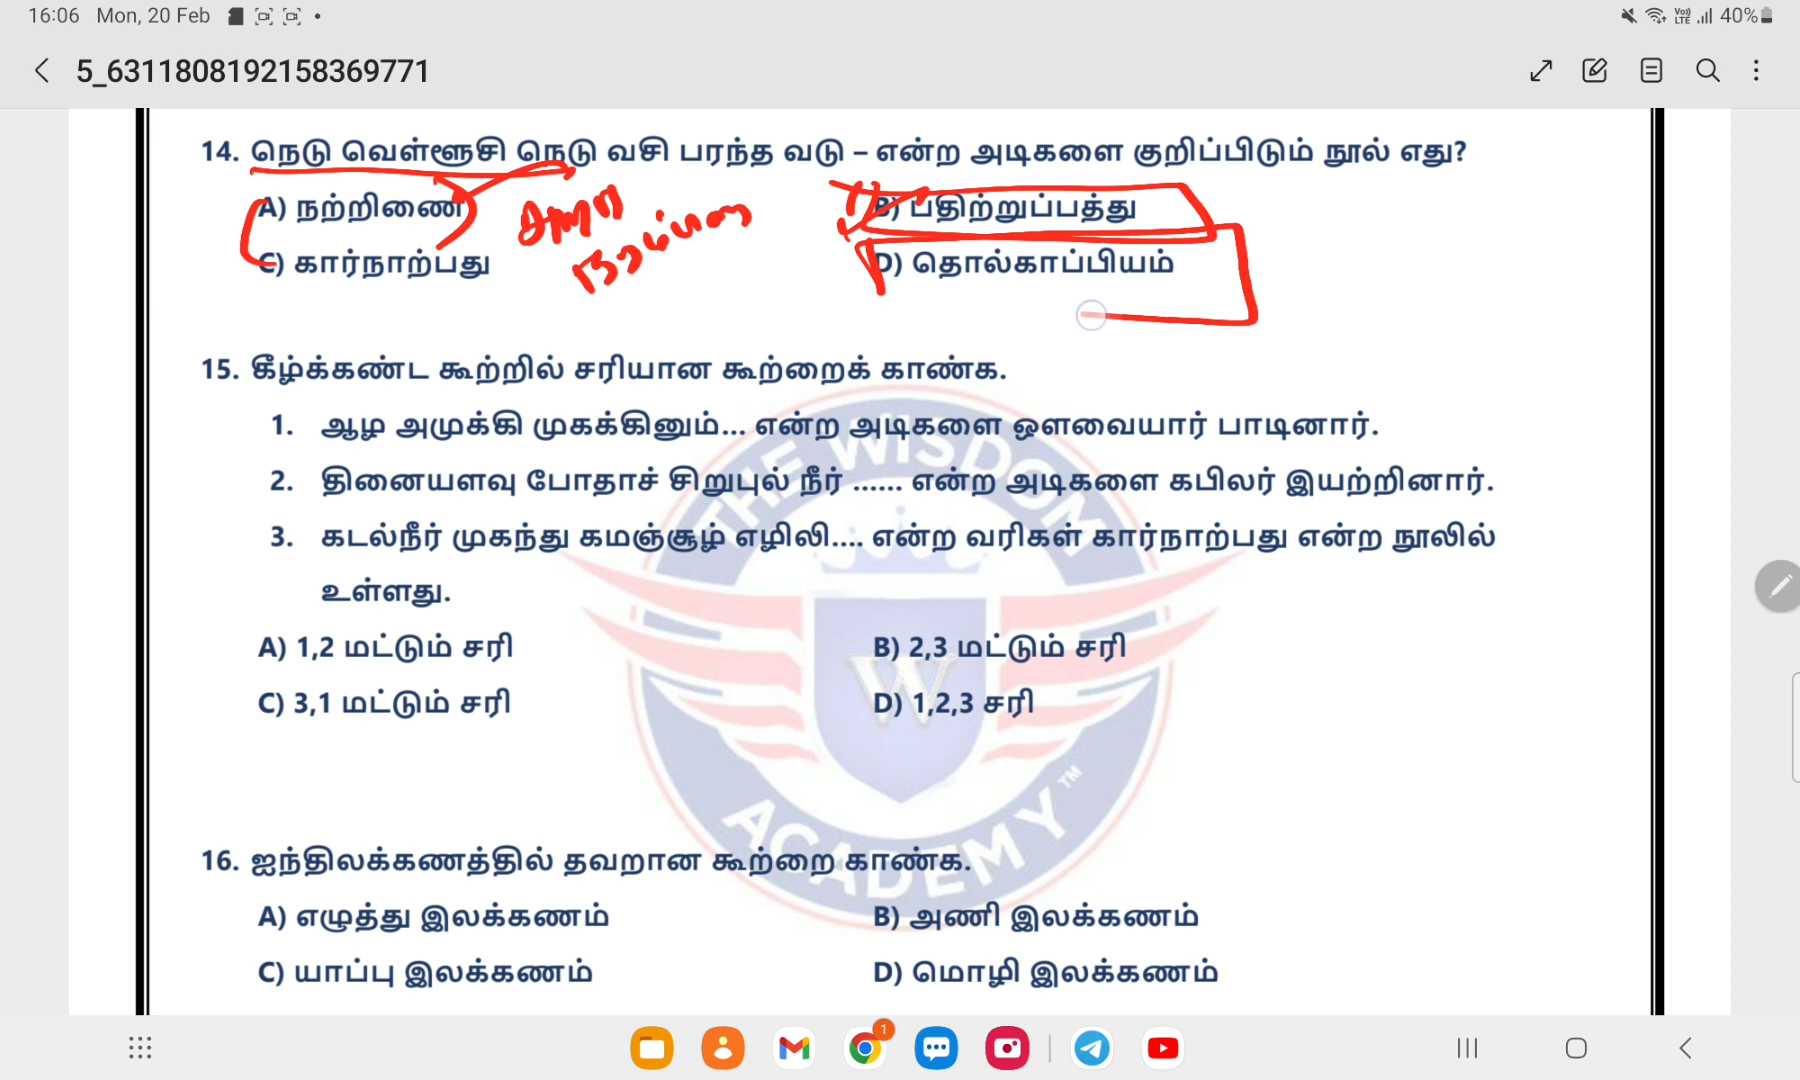 16:06 Mon, 20 Feb
40%
5_6311808192158369771
14. நெடு வெள்ளூசி நெடு வசி பரந்த வடு – என்ற அடிகளை குறிப்பிடும் நூல் எது?
A) நற்றிணை B) பதிற்றுப்பத்து
C) கார்நாற்பது D) தொல்காப்பியம்
15. கீழ்க்கண்ட கூற்றில் சரியான கூற்றைக் காண்க.
1. ஆழ அமுக்கி முகக்கினும்... என்ற அடிகளை ஔவையார் பாடினார்.
2. தினையளவு போதாச் சிறுபுல் நீர் ...... என்ற அடிகளை கபிலர் இயற்றினார்.
3. கடல்நீர் முகந்து கமஞ்சூழ் எழிலி.... என்ற வரிகள் கார்நாற்பது என்ற நூலில்
உள்ளது.
A) 1,2 மட்டும் சரி B) 2,3 மட்டும் சரி
C) 3,1 மட்டும் சரி D) 1,2,3 சரி
16. ஐந்திலக்கணத்தில் தவறான கூற்றை காண்க.
A) எழுத்து இலக்கணம் B) அணி இலக்கணம்
C) யாப்பு இலக்கணம் D) மொழி இலக்கணம்
THE WISDOM
W
ACADEMY™
1